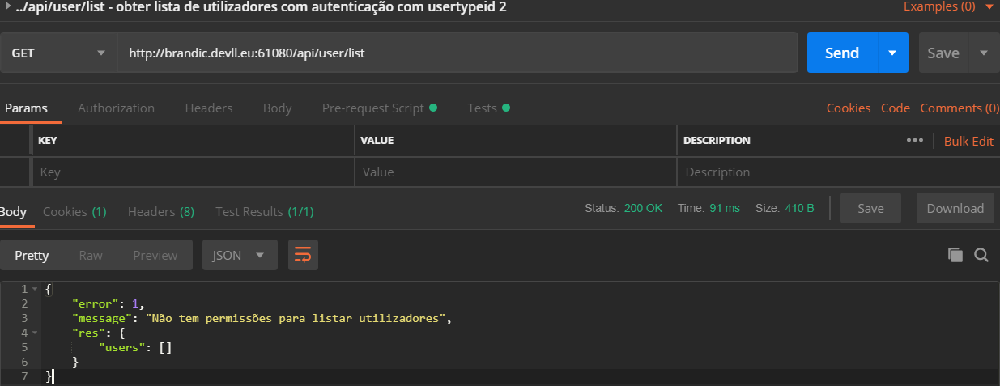 ../api/user/list - obter lista de utilizadores com autenticação com usertypeid 2
Examples (0)
GET
http://brandic.devll.eu:61080/api/user/list
Send
Save
Params
Authorization
Headers
Body
Pre-request Script
Tests
Cookies
Code
Comments (0)
KEY
VALUE
DESCRIPTION
Bulk Edit
Key
Value
Description
Body
Cookies (1)
Headers (8)
Test Results (1/1)
Status: 200 OK
Time: 91 ms
Size: 410 B
Save
Download
Pretty
Raw
Preview
JSON
1 {
2 "error": 1,
3 "message": "Não tem permissões para listar utilizadores",
4 "res": {
5 "users": []
6 }
7 }